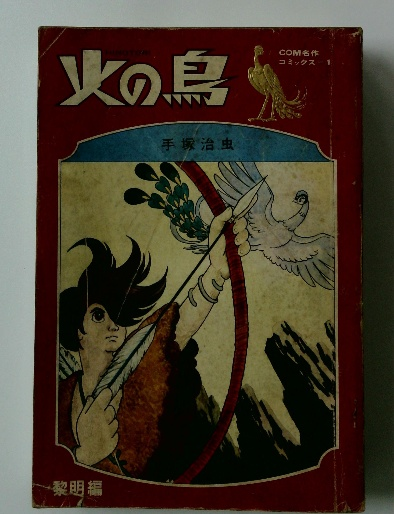 火の鳥
COM名作
コミックス 1
手塚治虫
黎明編